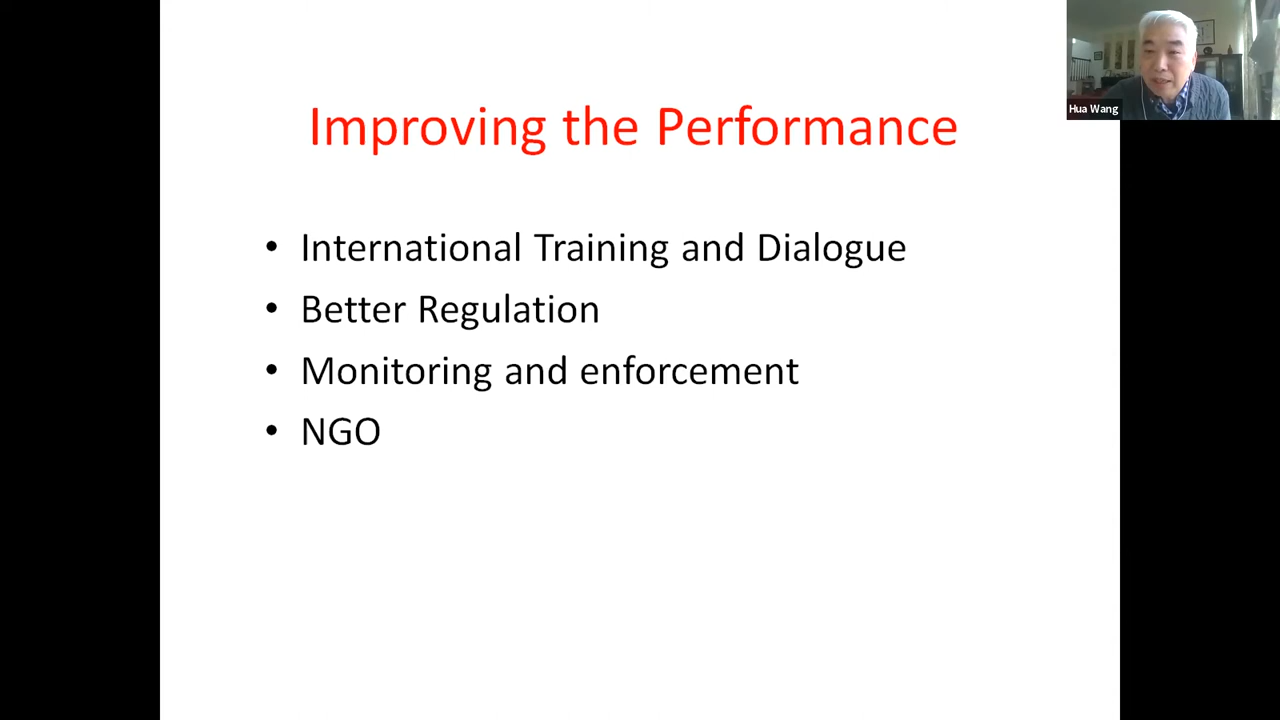 Hua Wang
Improving the Performance
• International Training and Dialogue
• Better Regulation
• Monitoring and enforcement
• NGO